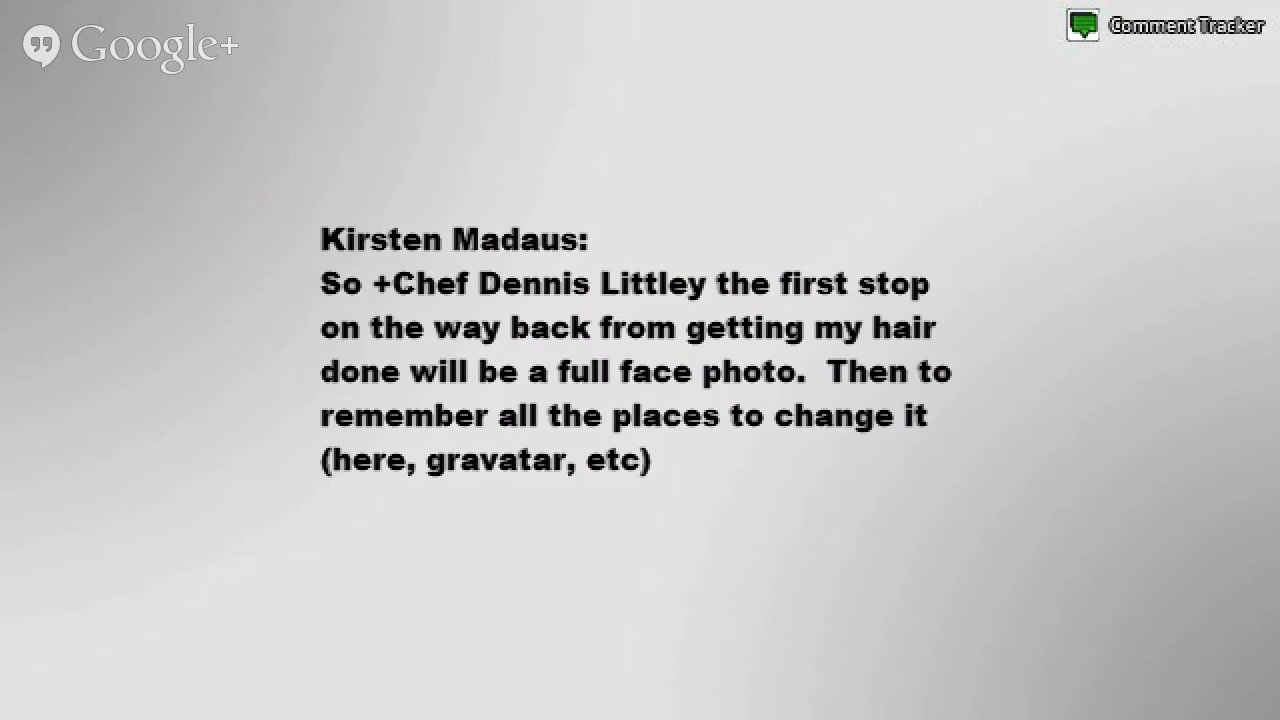 Google+
Comment Tracker
Kirsten Madaus:
So +Chef Dennis Littley the first stop
on the way back from getting my hair
done will be a full face photo.  Then to
remember all the places to change it
(here, gravatar, etc)